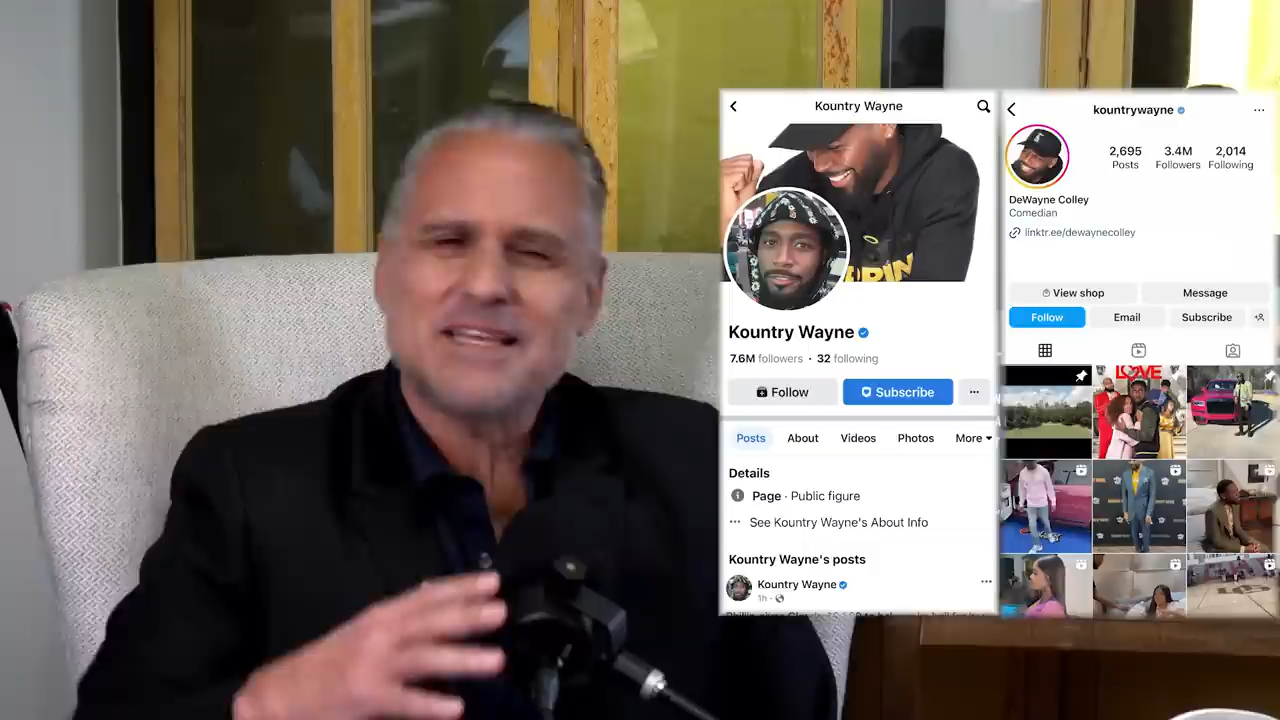 Kountry Wayne
DRIN
Kountry Wayne
7.6M followers · 32 following
Follow
Subscribe
Posts
About
Videos
Photos
More
Details
Page · Public figure
See Kountry Wayne's About Info
Kountry Wayne's posts
Kountry Wayne
1h
kountrywayne
2,695
3.4M
2,014
Posts
Followers
Following
DeWayne Colley
Comedian
linktr.ee/dewaynecolley
View shop
Message
Follow
Email
Subscribe
LOVE